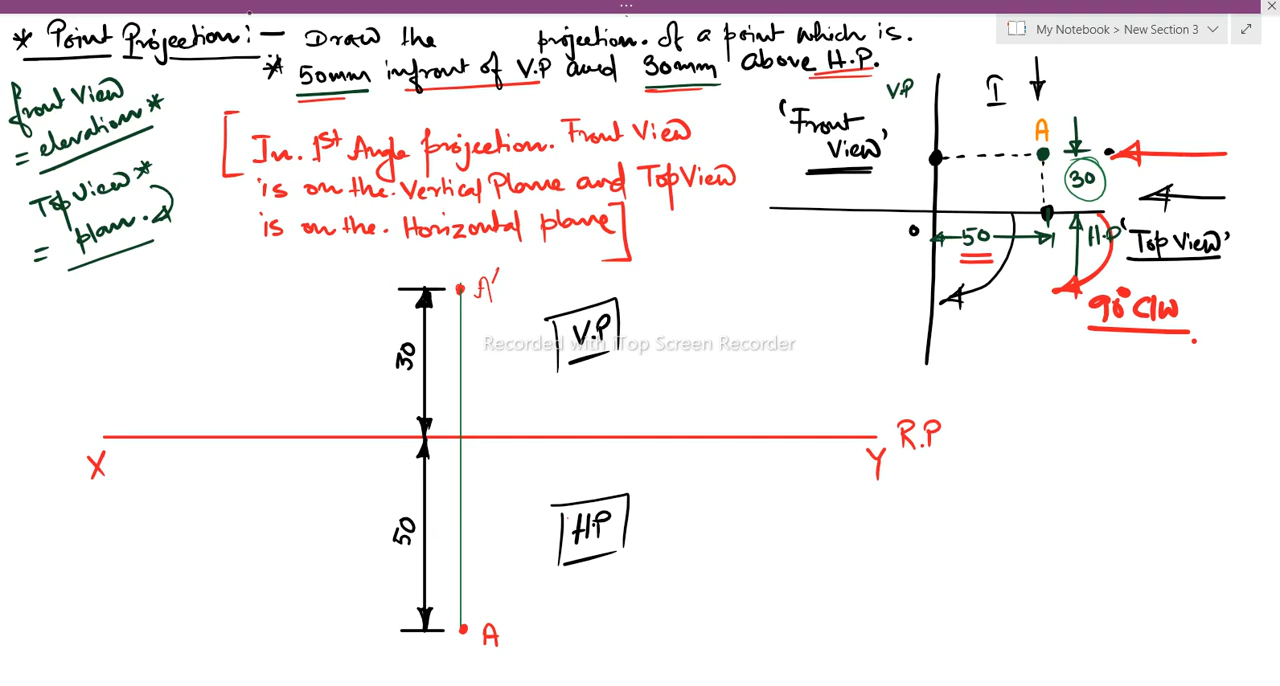 My Notebook > New Section 3
* Point Projection:- Draw the projection. of a point which is.
* 50mm infront of V.P and 30mm above H.P.
front View
= elevation *
Top View *
= plan.
[In. 1st Angle projection. Front View
is on the. Vertical Plane and Top View
is on the. Horizontal plane]
V.P
I
'Front
View'
A
30
O
50
H.P
'Top View'
90° C/W
A'
V.P
30
Recorded with iTop Screen Recorder
X
Y
R.P
50
H.P
A